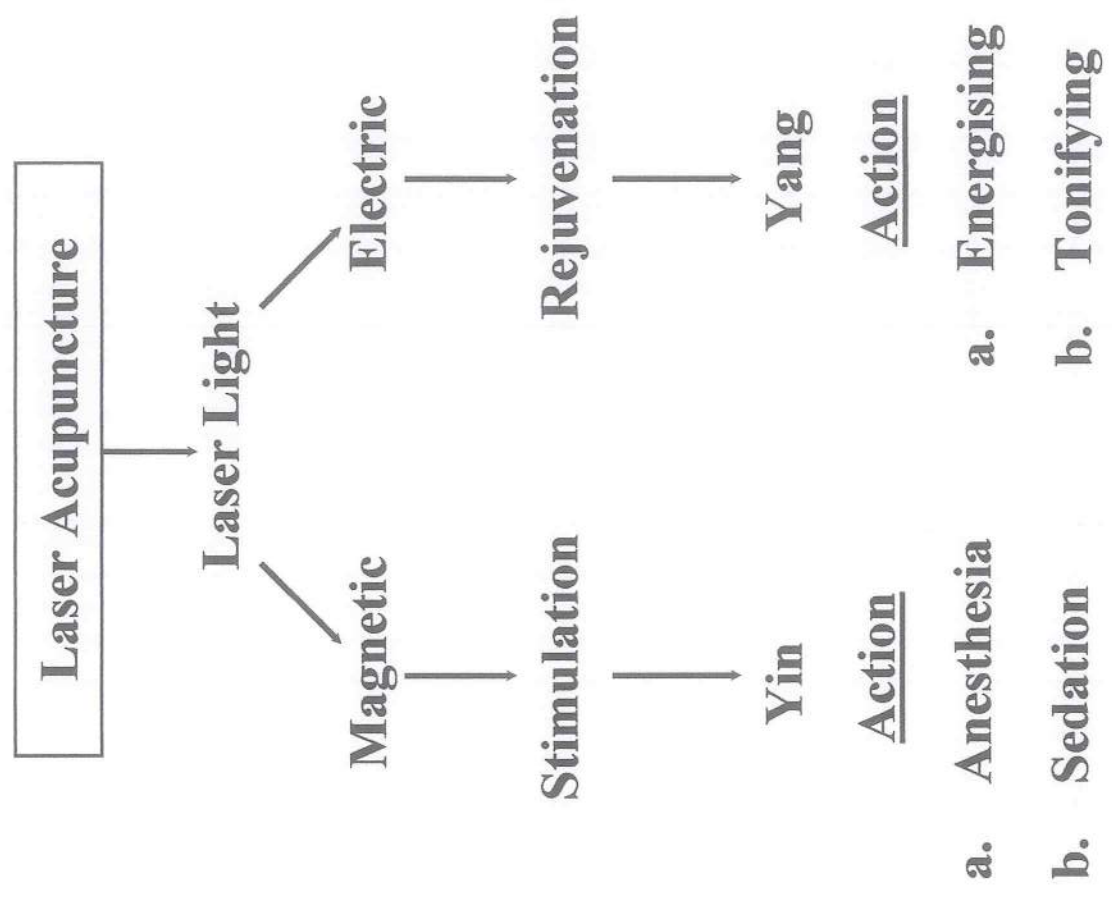 Laser Acupuncture
Laser Light
Magnetic Electric
Stimulation Rejuvenation
Yin Yang
Action Action
a. Anesthesia a. Energising
b. Sedation b. Tonifying